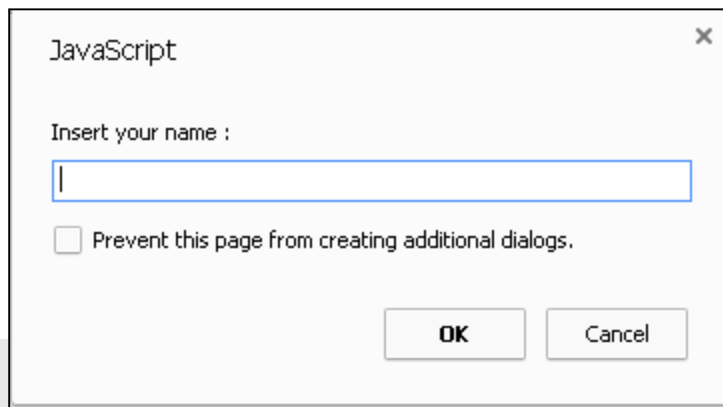 JavaScript
Insert your name :
Prevent this page from creating additional dialogs.
OK
Cancel